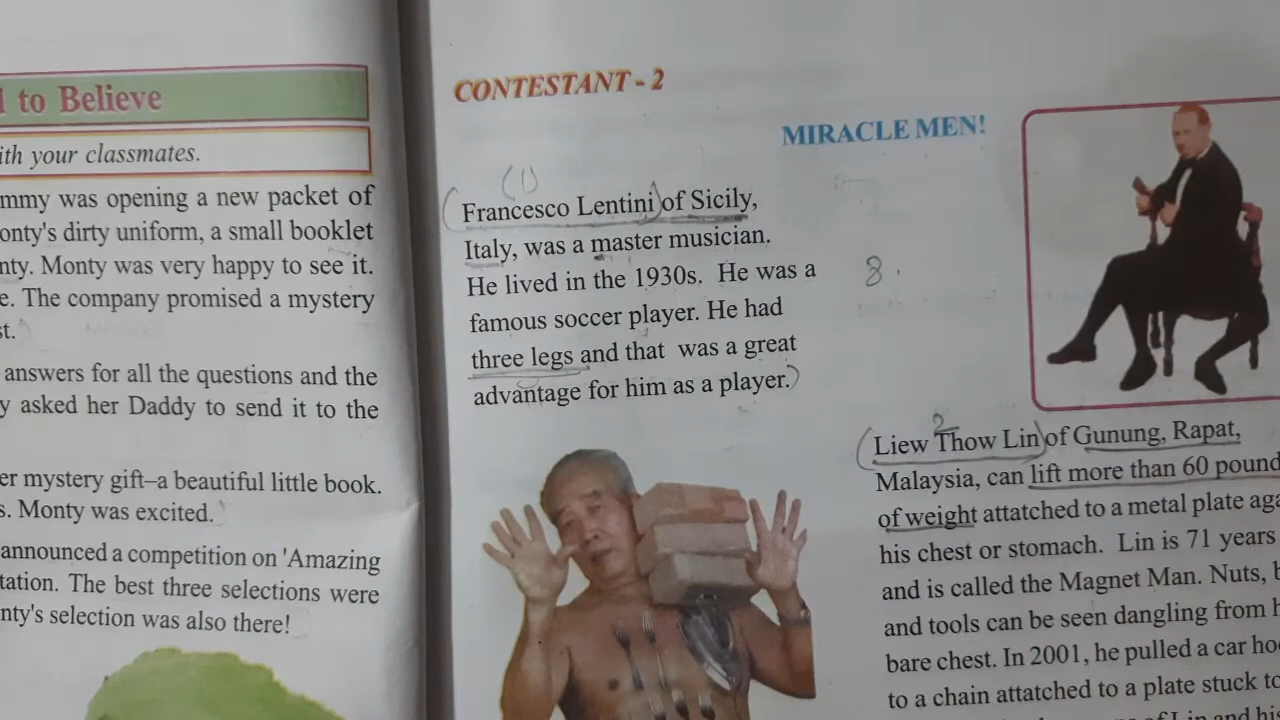 to Believe
ith your classmates.
mmy was opening a new packet of
onty's dirty uniform, a small booklet
nty. Monty was very happy to see it.
e. The company promised a mystery
st.
answers for all the questions and the
y asked her Daddy to send it to the
er mystery gift–a beautiful little book.
s. Monty was excited.
announced a competition on 'Amazing
tation. The best three selections were
nty's selection was also there!
CONTESTANT - 2
MIRACLE MEN!
(1)
(Francesco Lentini) of Sicily,
Italy, was a master musician.
He lived in the 1930s. He was a
famous soccer player. He had
three legs and that was a great
advantage for him as a player.)
8.
2
(Liew Thow Lin) of Gunung, Rapat,
Malaysia, can lift more than 60 pound
of weight attatched to a metal plate aga
his chest or stomach. Lin is 71 years
and is called the Magnet Man. Nuts, b
and tools can be seen dangling from h
bare chest. In 2001, he pulled a car ho
to a chain attatched to a plate stuck to
of Lin and his